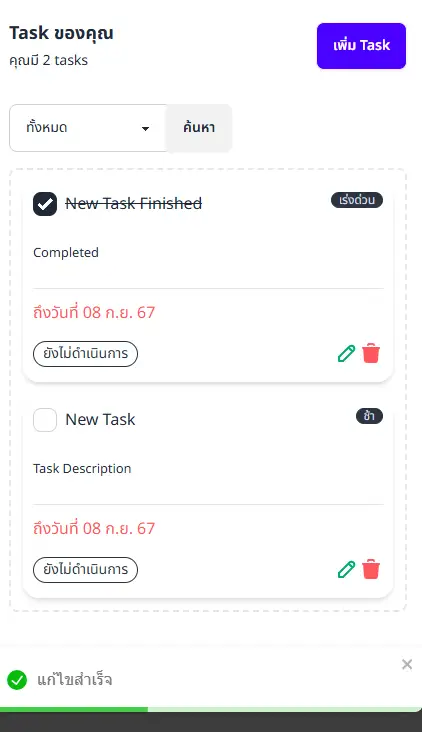 Task ของคุณ
คุณมี 2 tasks
เพิ่ม Task
ทั้งหมด
ค้นหา
New Task Finished
เร่งด่วน
Completed
ถึงวันที่ 08 ก.ย. 67
ยังไม่ดำเนินการ
New Task
ช้า
Task Description
ถึงวันที่ 08 ก.ย. 67
ยังไม่ดำเนินการ
แก้ไขสำเร็จ